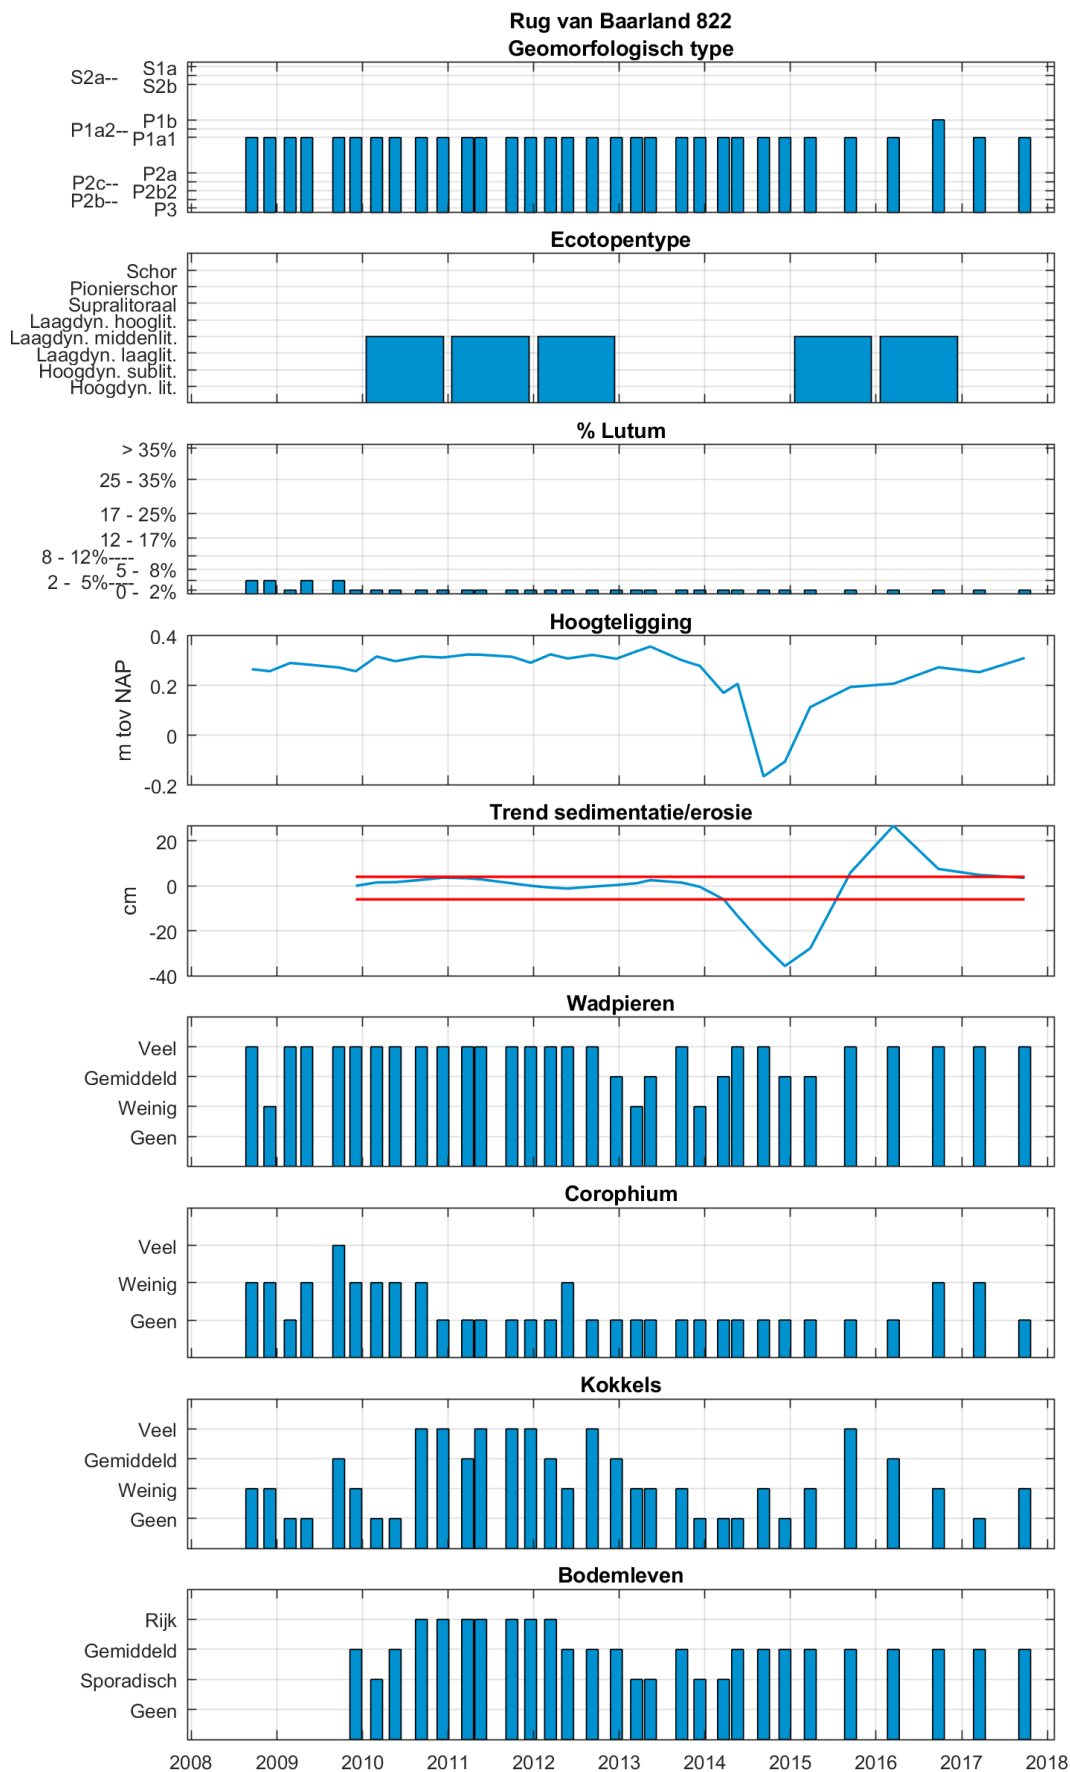 Rug van Baarland 822
Geomorfologisch type
S1a
S2a--
S2b
P1b
P1a2--
P1a1
P2a
P2c--
P2b2
P2b--
P3
Ecotopentype
Schor
Pionierschor
Supralitoraal
Laagdyn. hooglit.
Laagdyn. middenlit.
Laagdyn. laaglit.
Hoogdyn. sublit.
Hoogdyn. lit.
% Lutum
> 35%
25 - 35%
17 - 25%
12 - 17%
8 - 12%----
5 - 8%
2 - 5%----
0 - 2%
Hoogteligging
m tov NAP
0.4
0.2
0
-0.2
Trend sedimentatie/erosie
cm
20
0
-20
-40
Wadpieren
Veel
Gemiddeld
Weinig
Geen
Corophium
Veel
Weinig
Geen
Kokkels
Veel
Gemiddeld
Weinig
Geen
Bodemleven
Rijk
Gemiddeld
Sporadisch
Geen
2008 2009 2010 2011 2012 2013 2014 2015 2016 2017 2018